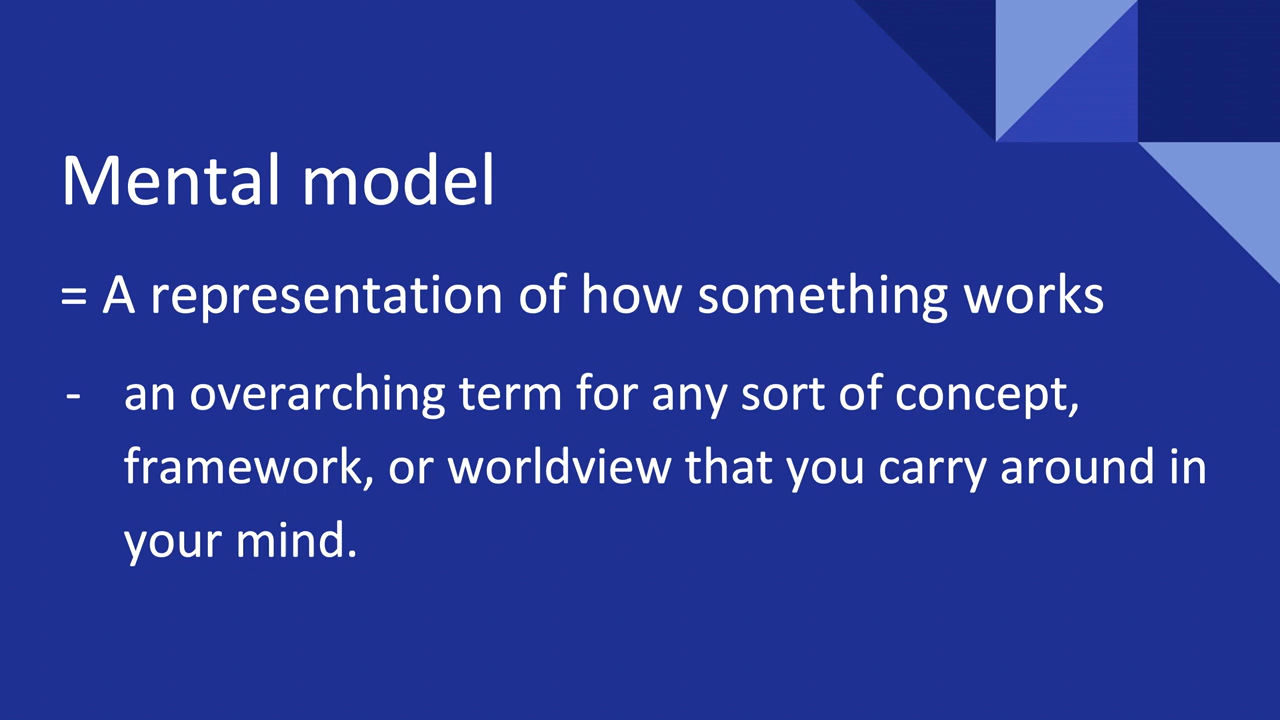 Mental model
= A representation of how something works
- an overarching term for any sort of concept,
framework, or worldview that you carry around in
your mind.